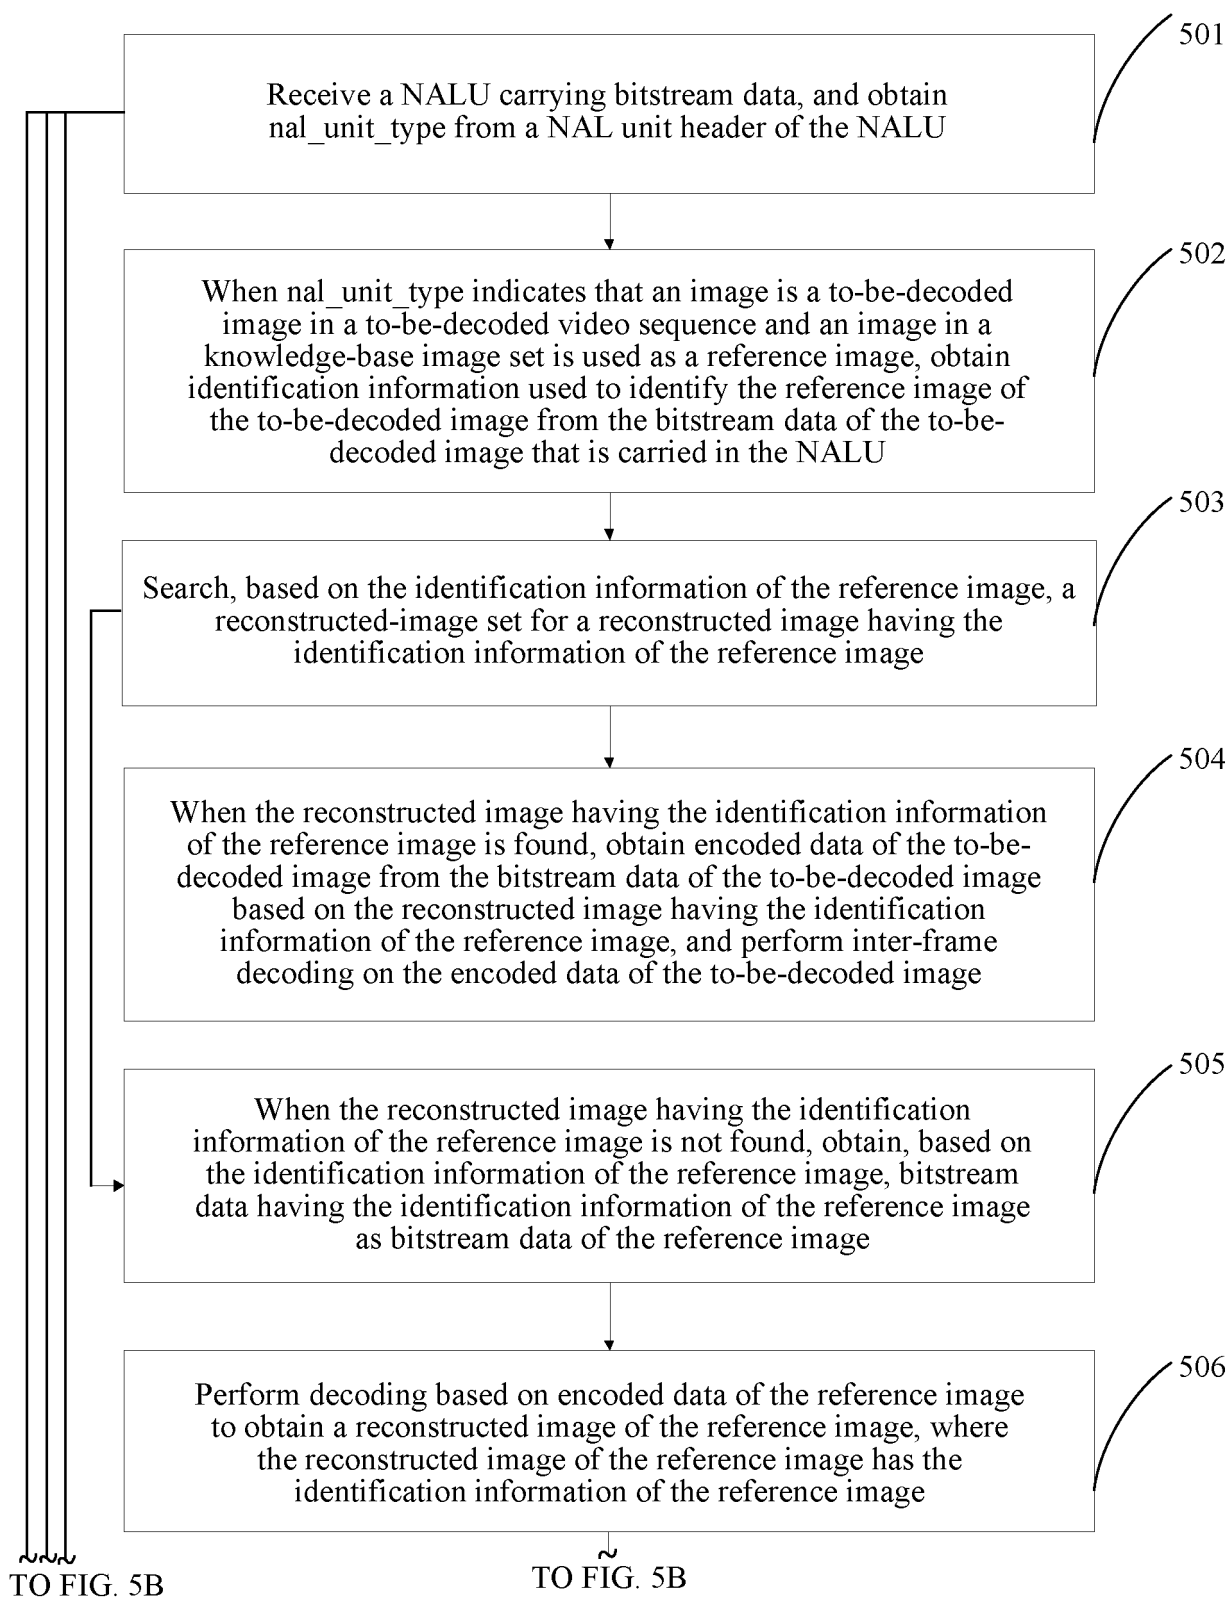 501
Receive a NALU carrying bitstream data, and obtain
nal_unit_type from a NAL unit header of the NALU
502
When nal_unit_type indicates that an image is a to-be-decoded
image in a to-be-decoded video sequence and an image in a
knowledge-base image set is used as a reference image, obtain
identification information used to identify the reference image of
the to-be-decoded image from the bitstream data of the to-be-
decoded image that is carried in the NALU
503
Search, based on the identification information of the reference image, a
reconstructed-image set for a reconstructed image having the
identification information of the reference image
504
When the reconstructed image having the identification information
of the reference image is found, obtain encoded data of the to-be-
decoded image from the bitstream data of the to-be-decoded image
based on the reconstructed image having the identification
information of the reference image, and perform inter-frame
decoding on the encoded data of the to-be-decoded image
505
When the reconstructed image having the identification
information of the reference image is not found, obtain, based on
the identification information of the reference image, bitstream
data having the identification information of the reference image
as bitstream data of the reference image
506
Perform decoding based on encoded data of the reference image
to obtain a reconstructed image of the reference image, where
the reconstructed image of the reference image has the
identification information of the reference image
TO FIG. 5B
TO FIG. 5B